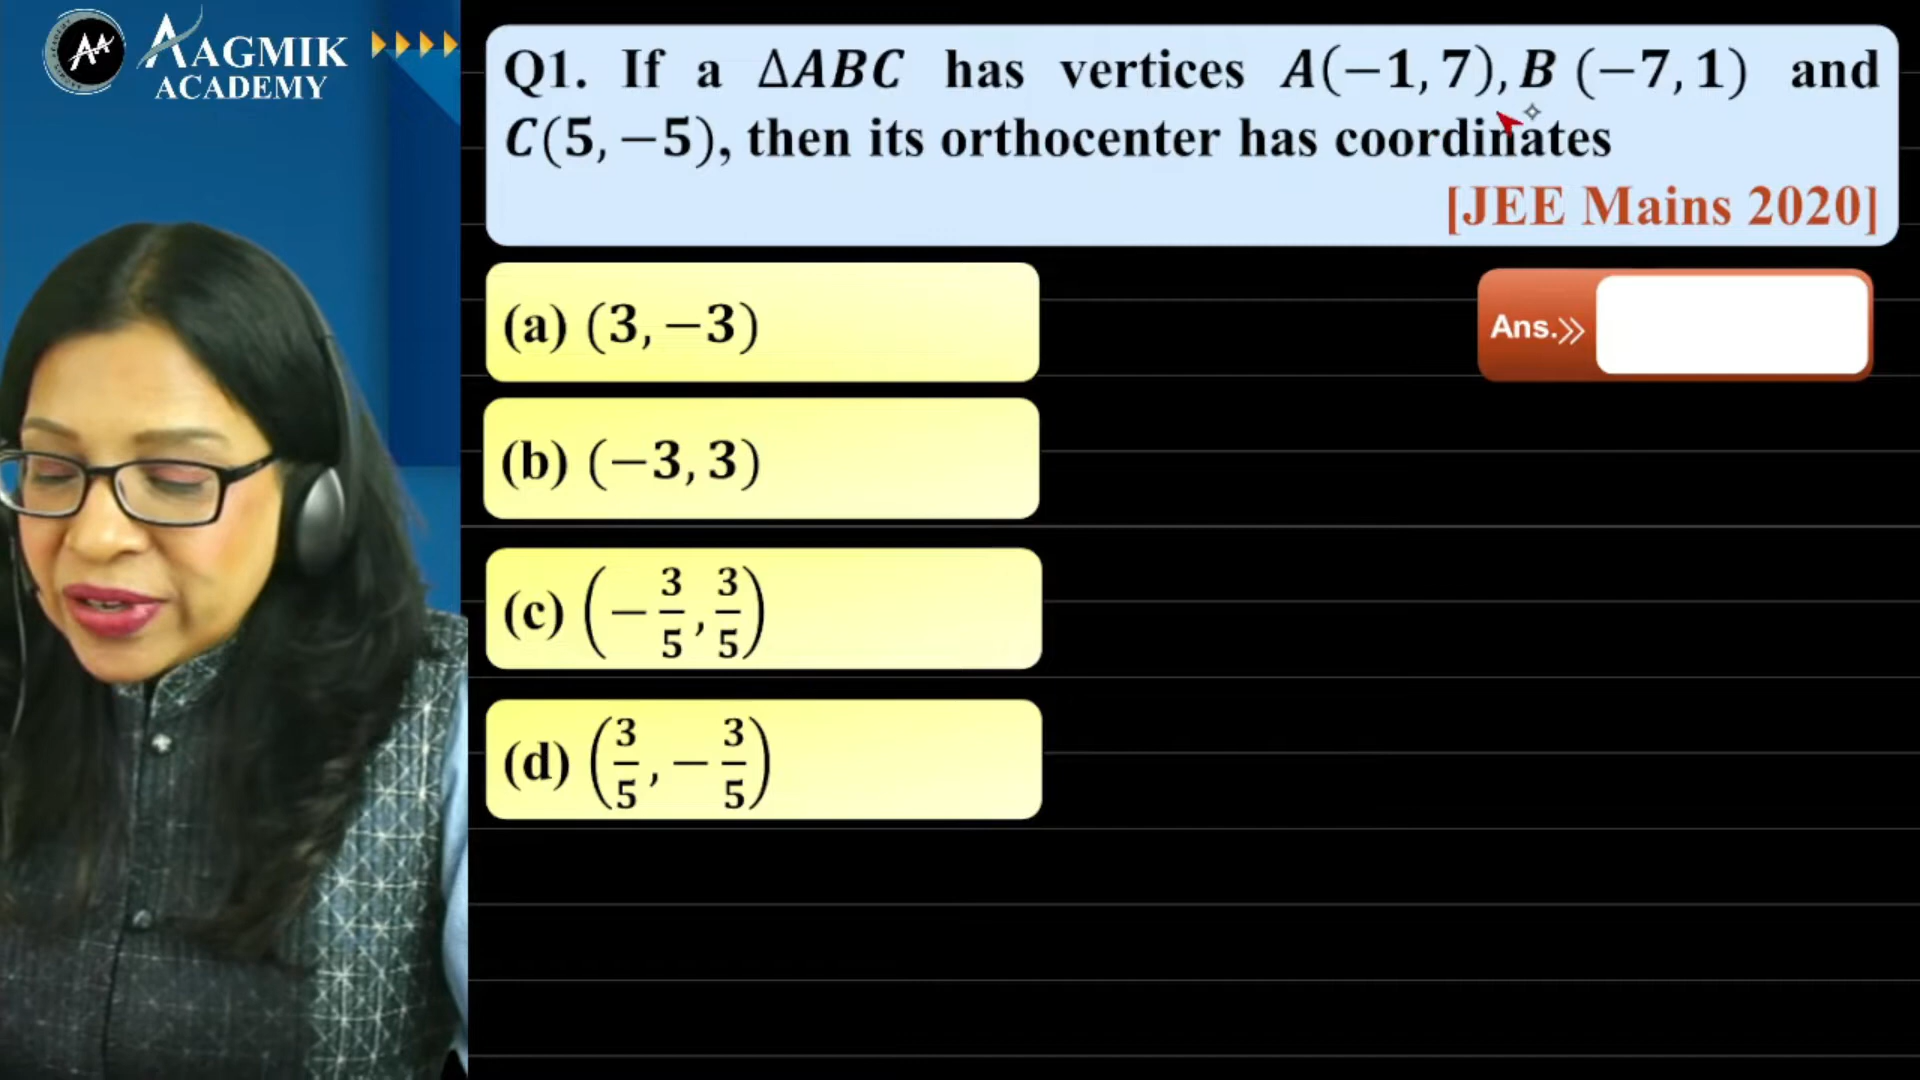 AAGMIK
ACADEMY
Q1. If a ΔABC has vertices A(−1, 7), B (−7, 1) and
C(5, −5), then its orthocenter has coordinates
[JEE Mains 2020]
(a) (3, −3)
Ans.
(b) (−3, 3)
(c) (−3/5, 3/5)
(d) (3/5, −3/5)